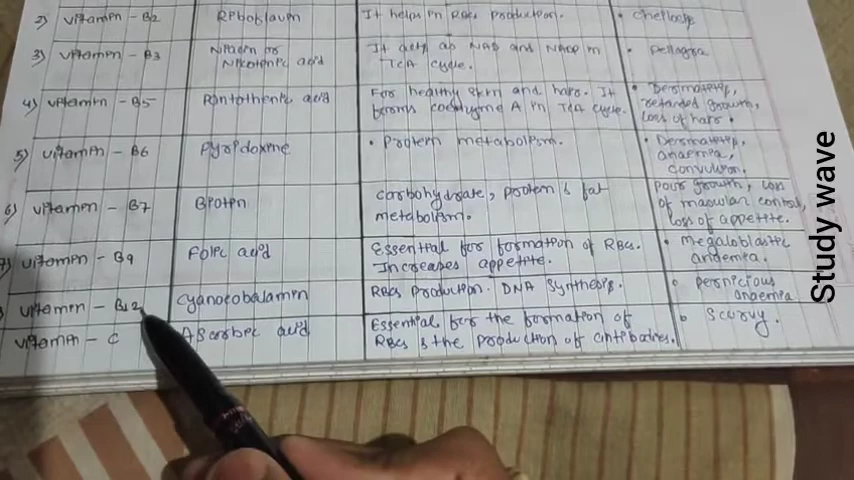 2) vitamin - B2 Riboflavin It helps in RBCs production. • cheilosis
3) vitamin - B3 Niacin or Nicotinic acid It acts as NAD and NADP in TCA cycle. • pellagra
4) vitamin - B5 Pantothenic acid For healthy skin and hairs. It forms coenzyme A in TCA cycle. • Dermatitis, retarded growth, loss of hairs.
5) vitamin - B6 pyridoxine • Protein metabolism. • Dermatitis, anaemia, convulsion.
6) vitamin - B7 Biotin carbohydrate, protein & fat metabolism. poor growth, loss of mascular control, loss of appetite.
7) vitamin - B9 Folic acid Essential for formation of RBCs. Increases appetite. • megaloblastic andemia.
vitamin - B12 cyanocobalamin RBCs production. DNA synthesis. • pernicious anaemia
vitamin - C Ascorbic acid Essential for the formation of RBCs & the production of antibodies. • scurvy.
Study wave